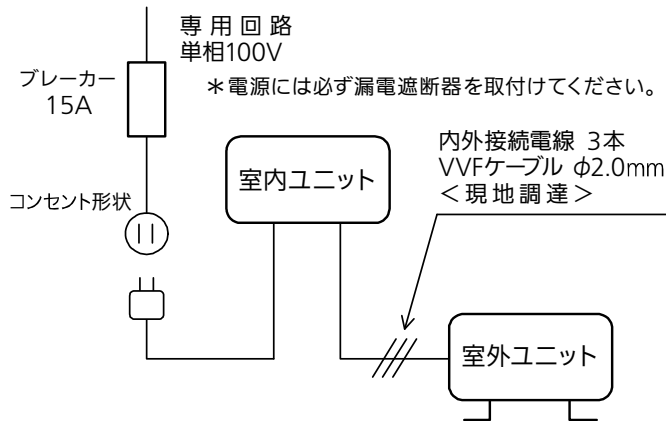 専用回路
単相100V
ブレーカー
15A
＊電源には必ず漏電遮断器を取付けてください。
内外接続電線 3本
VVFケーブル φ2.0mm
＜現地調達＞
室内ユニット
コンセント形状
室外ユニット